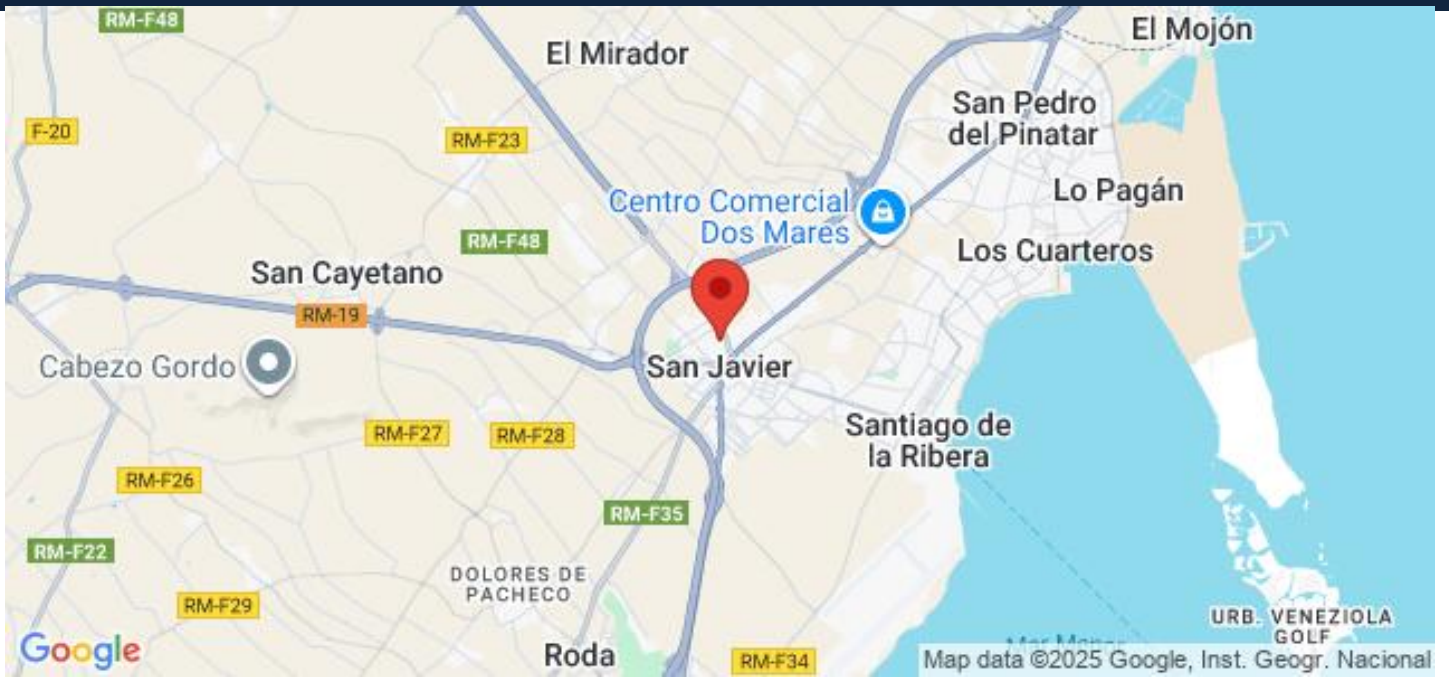 RM-F48
El Mojón
El Mirador
San Pedro
del Pinatar
F-20
RM-F23
Lo Pagán
Centro Comercial
Dos Mares
RM-F48
Los Cuarteros
San Cayetano
RM-19
Cabezo Gordo
San Javier
Santiago de
la Ribera
RM-F27
RM-F28
RM-F26
RM-F35
RM-F22
DOLORES DE
PACHECO
RM-F29
URB. VENEZIOLA
GOLF
Google
Roda
RM-F34
Mar Menor
Map data ©2025 Google, Inst. Geogr. Nacional